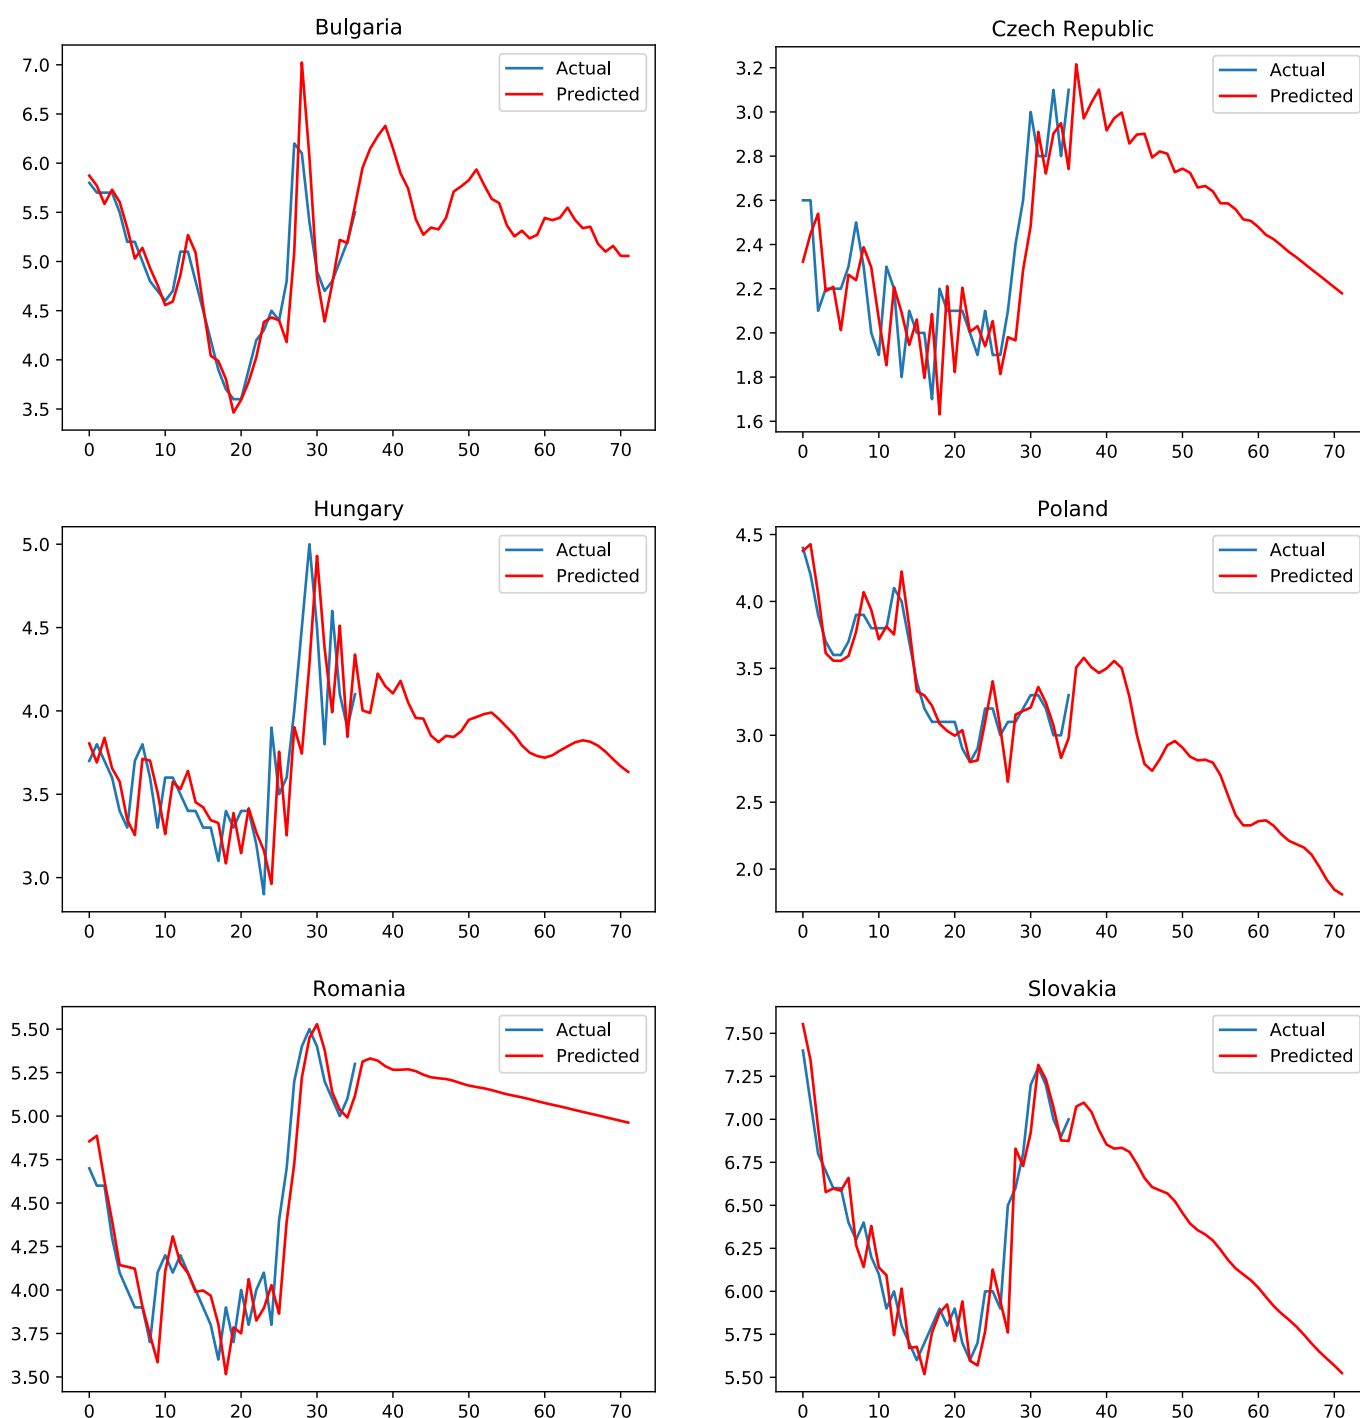 Bulgaria
7.0
6.5
6.0
5.5
5.0
4.5
4.0
3.5
0 10 20 30 40 50 60 70
Actual
Predicted
Czech Republic
3.2
3.0
2.8
2.6
2.4
2.2
2.0
1.8
1.6
0 10 20 30 40 50 60 70
Actual
Predicted
Hungary
5.0
4.5
4.0
3.5
3.0
0 10 20 30 40 50 60 70
Actual
Predicted
Poland
4.5
4.0
3.5
3.0
2.5
2.0
0 10 20 30 40 50 60 70
Actual
Predicted
Romania
5.50
5.25
5.00
4.75
4.50
4.25
4.00
3.75
3.50
0 10 20 30 40 50 60 70
Actual
Predicted
Slovakia
7.50
7.25
7.00
6.75
6.50
6.25
6.00
5.75
5.50
0 10 20 30 40 50 60 70
Actual
Predicted